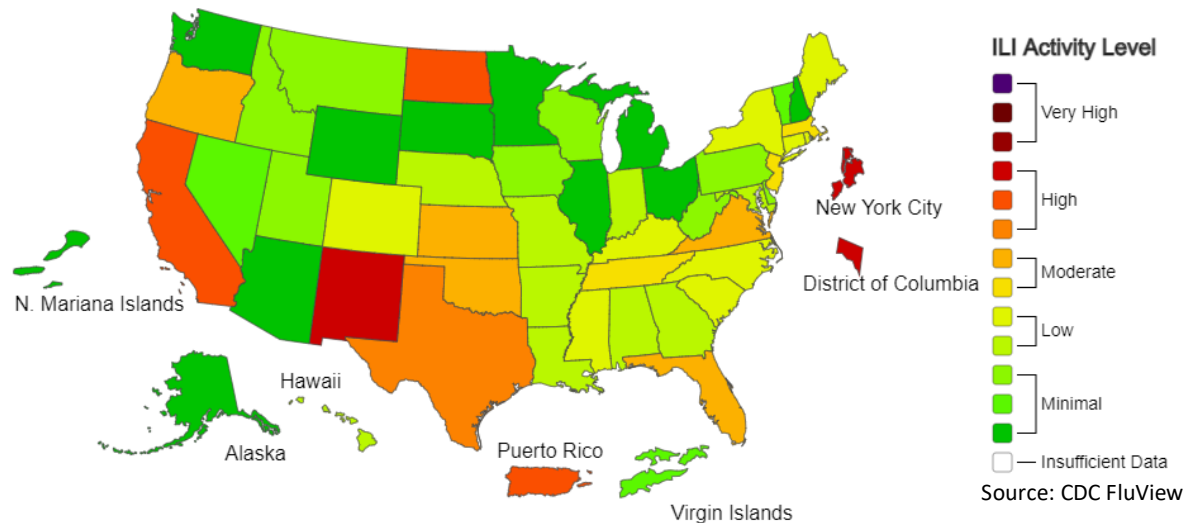 ILI Activity Level
Very High
High
New York City
Moderate
District of Columbia
N. Mariana Islands
Low
Hawaii
Minimal
Alaska
Puerto Rico
Insufficient Data
Source: CDC FluView
Virgin Islands